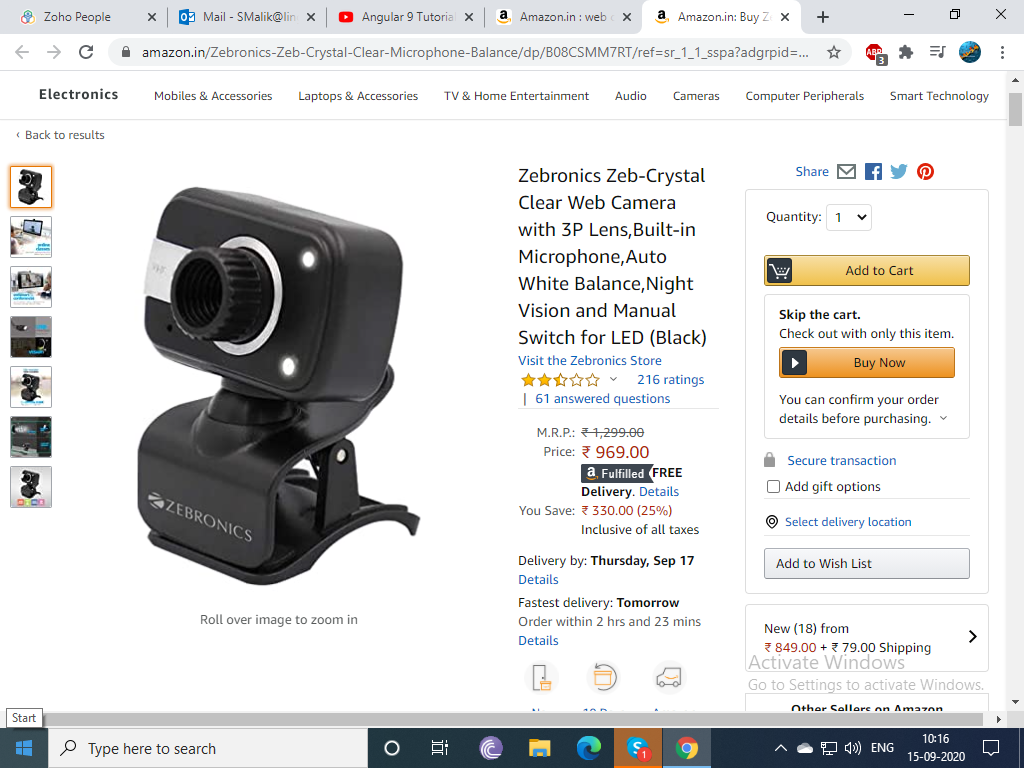 Zoho People
Mail - SMalik@lin
Angular 9 Tutorial
Amazon.in : web c
Amazon.in: Buy Ze
amazon.in/Zebronics-Zeb-Crystal-Clear-Microphone-Balance/dp/B08CSMM7RT/ref=sr_1_1_sspa?adgrpid=...
ABP
3
Electronics
Mobiles & Accessories
Laptops & Accessories
TV & Home Entertainment
Audio
Cameras
Computer Peripherals
Smart Technology
‹ Back to results
ZEBRONICS
Roll over image to zoom in
Zebronics Zeb-Crystal
Clear Web Camera
with 3P Lens,Built-in
Microphone,Auto
White Balance,Night
Vision and Manual
Switch for LED (Black)
Visit the Zebronics Store
216 ratings
| 61 answered questions
M.R.P.: ₹ 1,299.00
Price: ₹ 969.00
a Fulfilled FREE
Delivery. Details
You Save: ₹ 330.00 (25%)
Inclusive of all taxes
Delivery by: Thursday, Sep 17
Details
Fastest delivery: Tomorrow
Order within 2 hrs and 23 mins
Details
Share
Quantity: 1
Add to Cart
Skip the cart.
Check out with only this item.
Buy Now
You can confirm your order
details before purchasing.
Secure transaction
Add gift options
Select delivery location
Add to Wish List
New (18) from
₹ 849.00 + ₹ 79.00 Shipping
Activate Windows
Go to Settings to activate Windows.
Other Sellers on Amazon
Start
Type here to search
S
1
ENG
10:16
15-09-2020